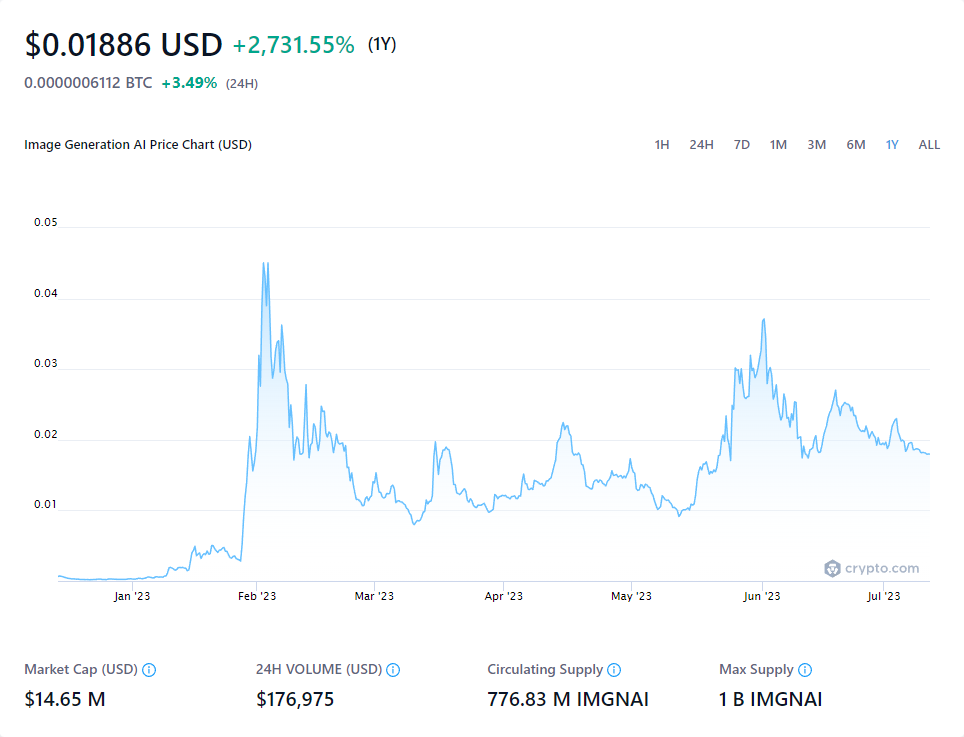 $0.01886 USD +2,731.55% (1Y)
0.0000006112 BTC +3.49% (24H)
Image Generation AI Price Chart (USD) 1H 24H 7D 1M 3M 6M 1Y ALL
0.05
0.04
0.03
0.02
0.01
crypto.com
Jan '23 Feb '23 Mar '23 Apr '23 May '23 Jun '23 Jul '23
Market Cap (USD) 24H VOLUME (USD) Circulating Supply Max Supply
$14.65 M $176,975 776.83 M IMGNAI 1 B IMGNAI